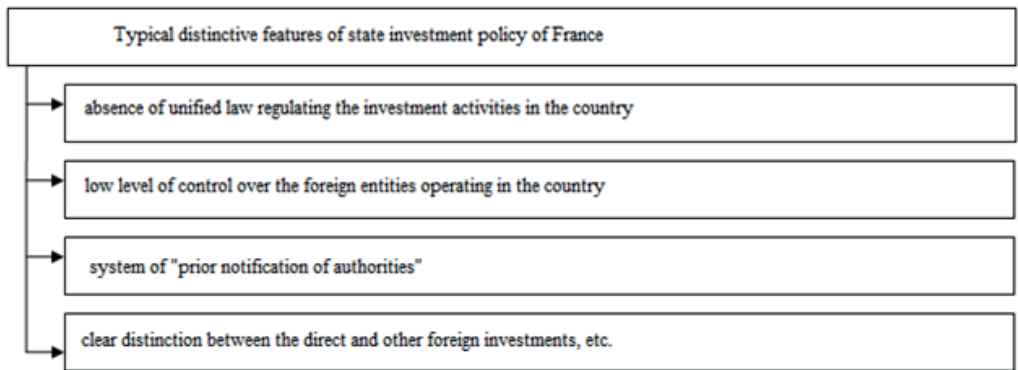 Typical distinctive features of state investment policy of France
absence of unified law regulating the investment activities in the country
low level of control over the foreign entities operating in the country
system of "prior notification of authorities"
clear distinction between the direct and other foreign investments, etc.